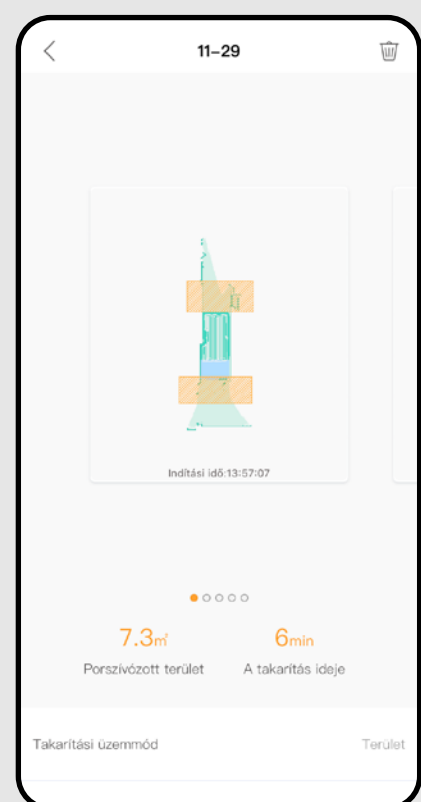 11-29
Indítási idő:13:57:07
7.3㎡
6min
Porszívózott terület
A takarítás ideje
Takarítási üzemmód
Terület